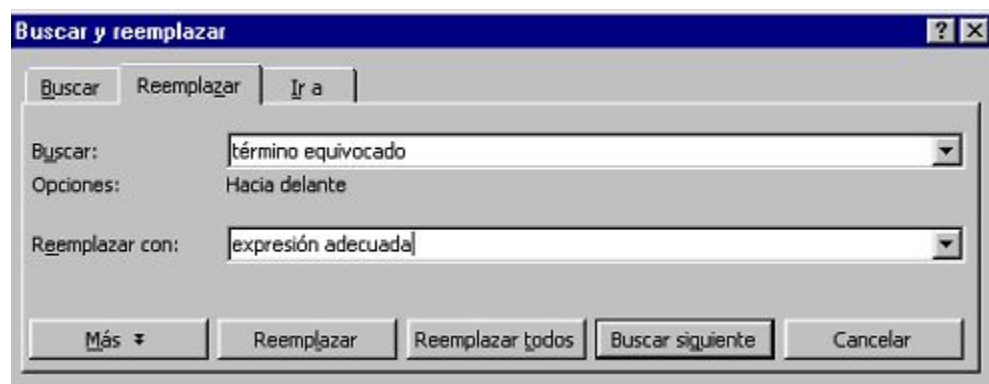 Buscar y reemplazar
Buscar Reemplazar Ir a
Buscar: término equivocado
Opciones: Hacia delante
Reemplazar con: expresión adecuada
Más Reemplazar Reemplazar todos Buscar siguiente Cancelar